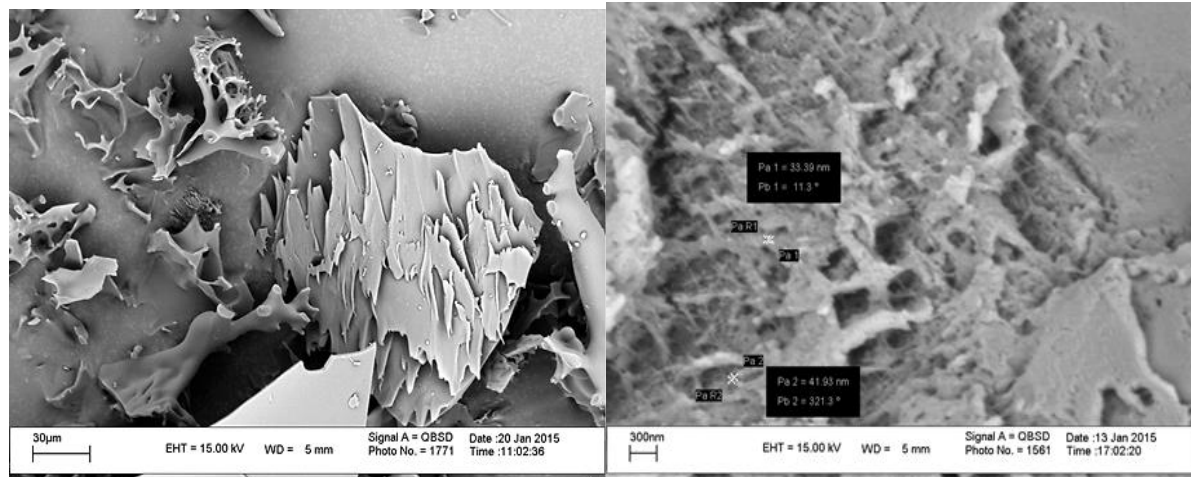 Pa 1 = 33.39 nm
Pb 1 = 11.3 °
Pa R1
Pa 1
Pa 2
Pa R2
Pa 2 = 41.93 nm
Pb 2 = 321.3 °
30µm
EHT = 15.00 kV
WD = 5 mm
Signal A = QBSD
Photo No. = 1771
Date :20 Jan 2015
Time :11:02:36
300nm
EHT = 15.00 kV
WD = 5 mm
Signal A = QBSD
Photo No. = 1561
Date :13 Jan 2015
Time :17:02:20